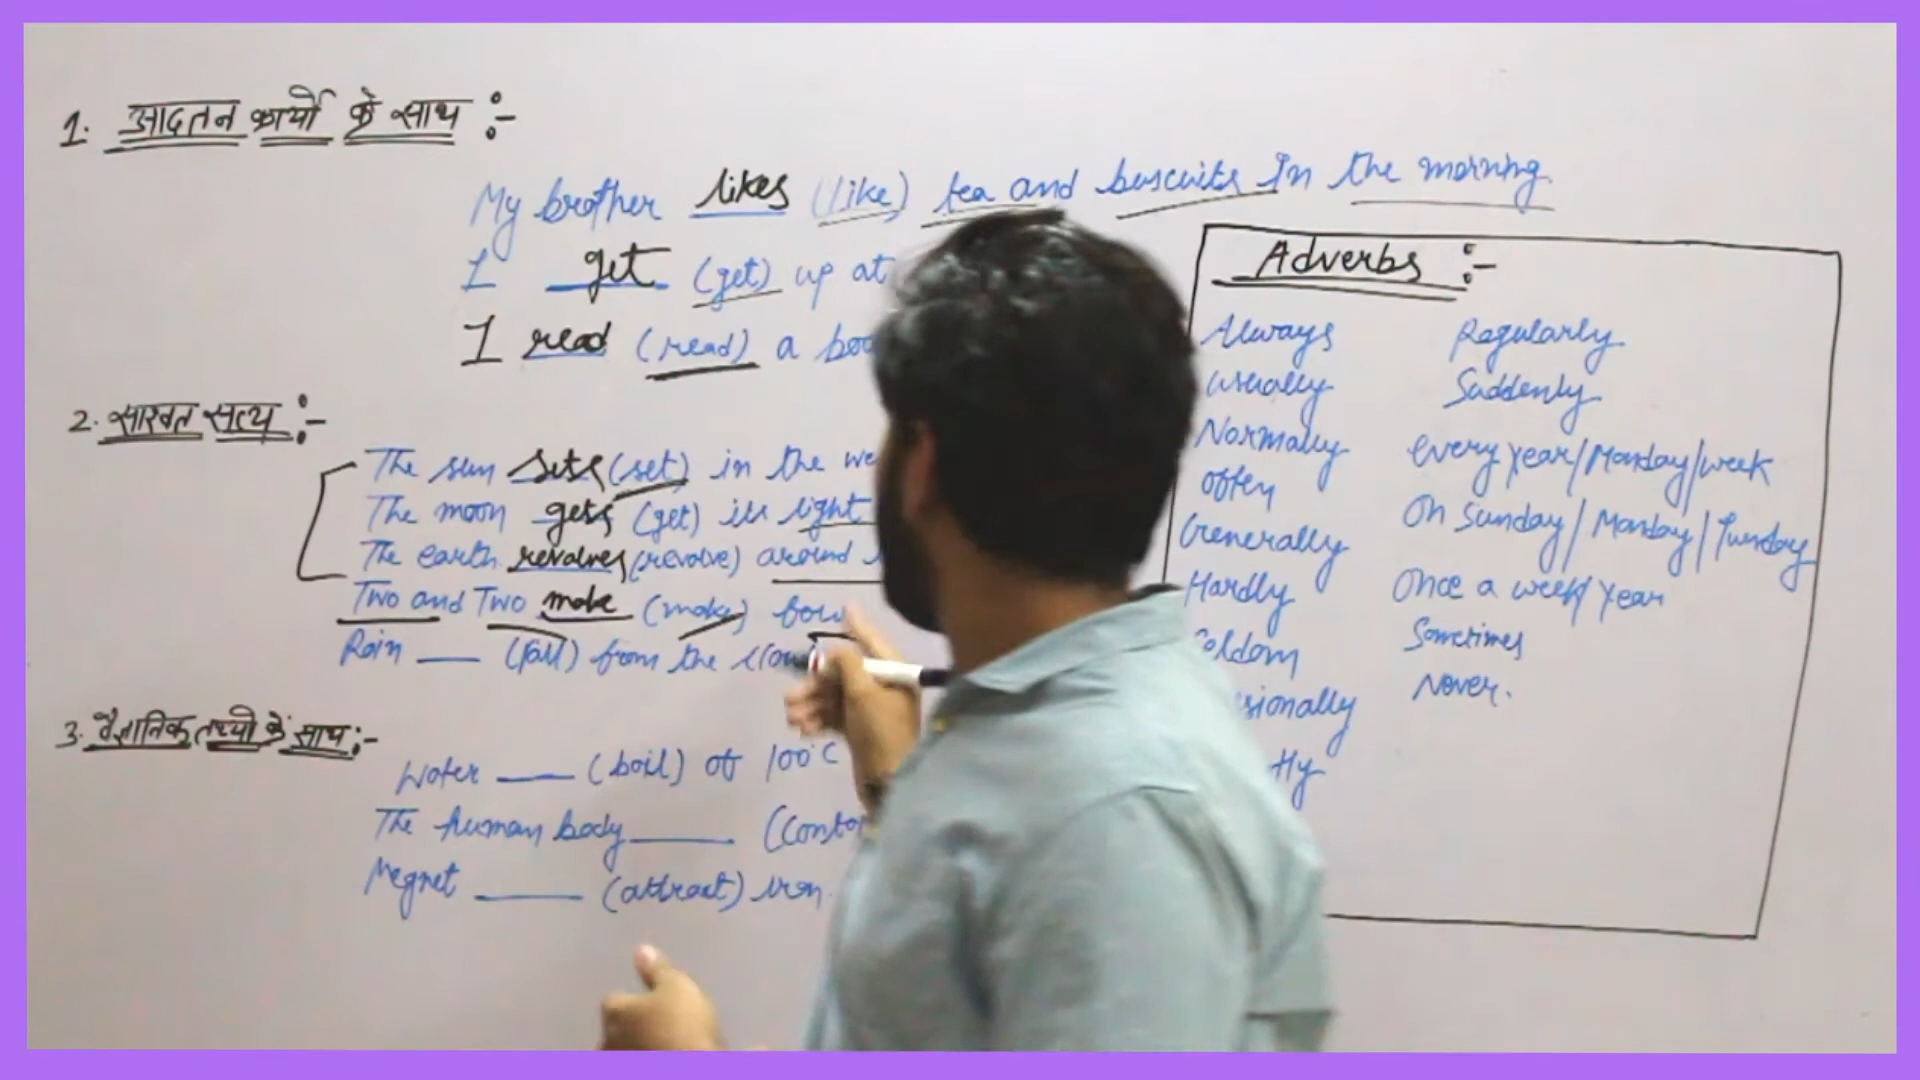 1. आदतन कार्यो के साथ :-
My brother likes (like) tea and buscuits In the morning.
I get (get) up at
I read (read) a
2. सास्वत सत्य :-
The sun sets (set) in the
The moon gets (get) its light
The earth revolves (revolve) around
Two and Two make (make)
Rain ___ (fall) from the
3. वैज्ञानिक तथ्यो के साथ :-
Water ___ (boil) of 100°C
The human body ___
Megnet ___ (attract) iron.
Adverbs :-
Always
usually
Normally
often
Generally
Hardly
Regularly
Suddenly
every year/Monday/week
On Sunday/Monday/Tuesday
Once a week/year
Sometimes
Never.